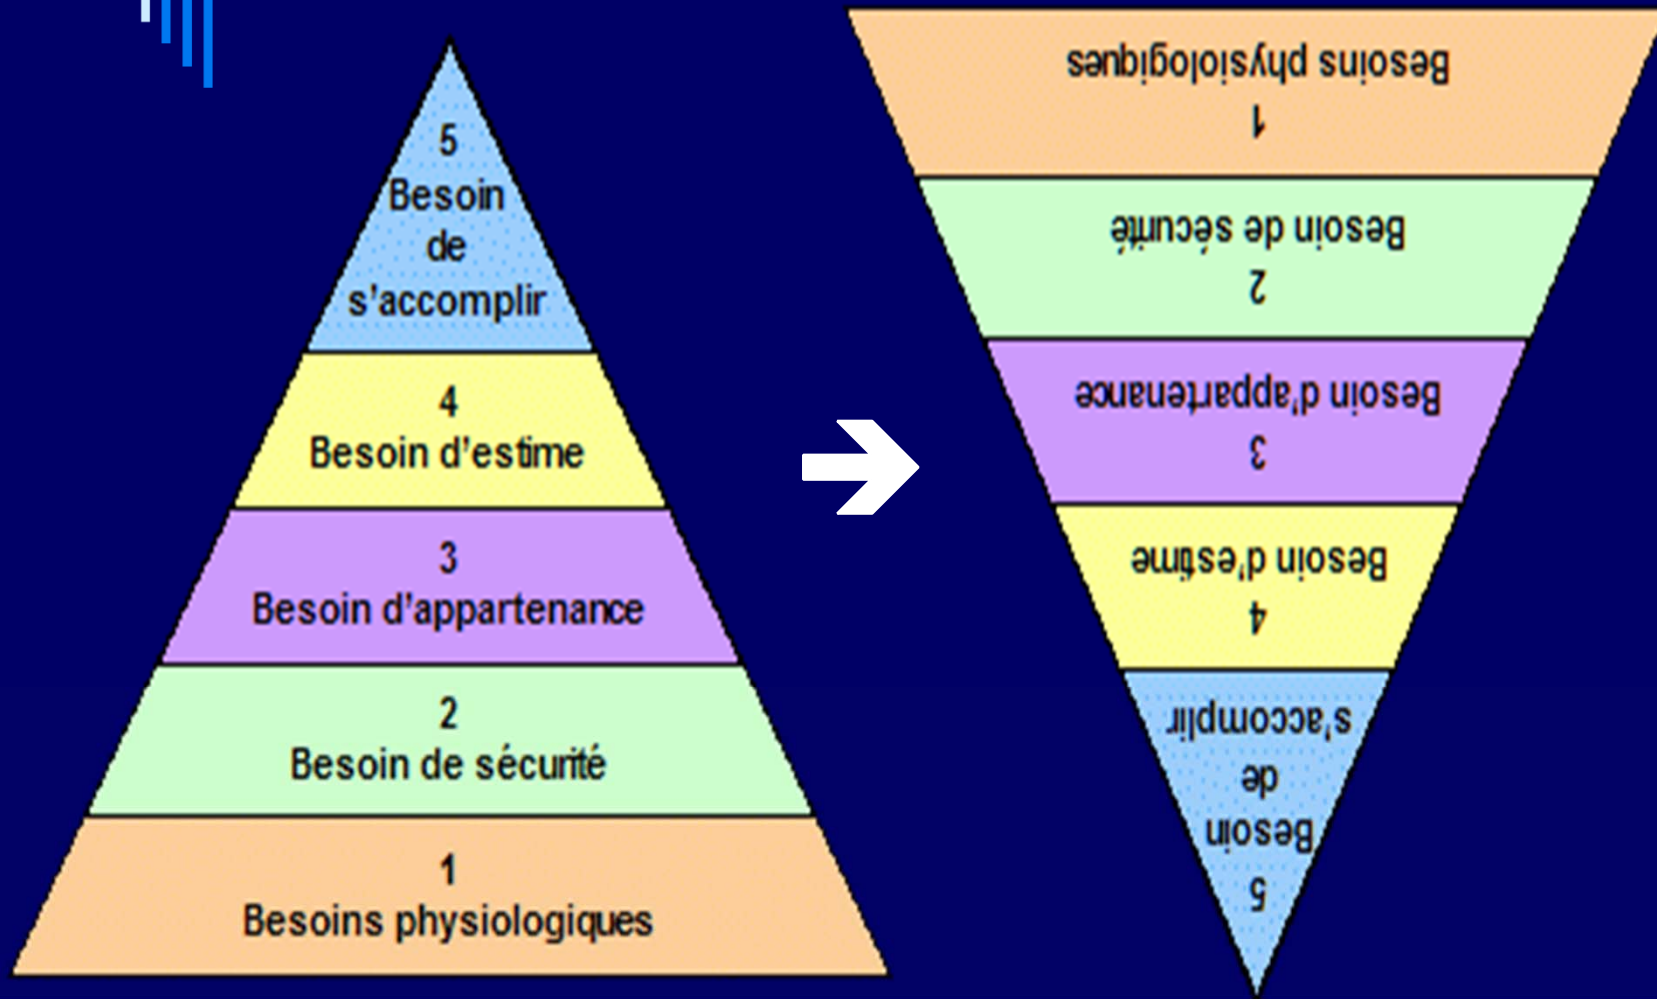 5
Besoin
de
s'accomplir
4
Besoin d'estime
3
Besoin d'appartenance
2
Besoin de sécurité
1
Besoins physiologiques
1
Besoins physiologiques
2
Besoin de sécurité
3
Besoin d'appartenance
4
Besoin d'estime
5
Besoin
de
s'accomplir